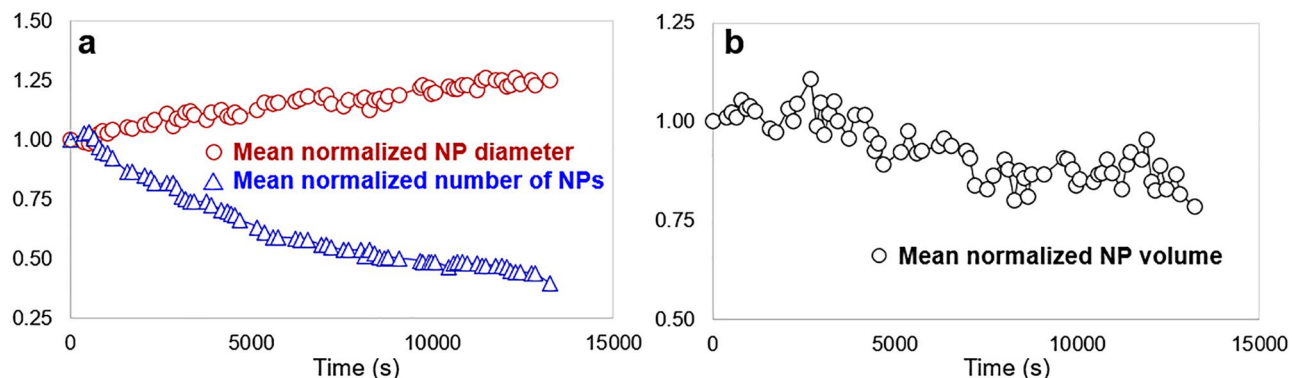 a
1.50
1.25
1.00
0.75
0.50
0.25
Mean normalized NP diameter
Mean normalized number of NPs
0 5000 10000 15000
Time (s)
b
1.25
1.00
0.75
0.50
Mean normalized NP volume
0 5000 10000 15000
Time (s)